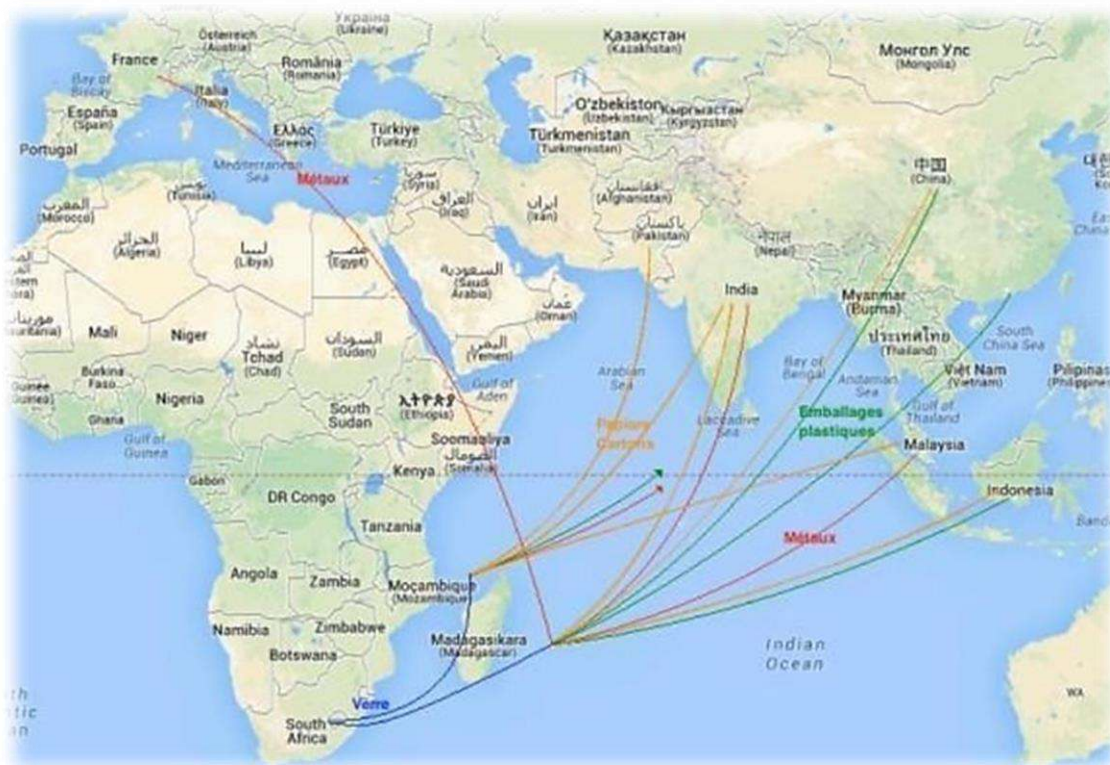 Україна
(Ukraine)
Österreich
(Austria)
France
Қазақстан
(Kazakhstan)
Монгол Улс
(Mongolia)
România
(Romania)
Bay of
Biscay
Italia
(Italy)
O'zbekiston
(Uzbekistan)
Кыргызстан
(Kyrgyzstan)
España
(Spain)
Ελλάς
(Greece)
Türkiye
(Turkey)
Türkmenistan
(Turkmenistan)
Portugal
Mediterranean
Sea
Métaux
تونس
(Tunisia)
سوريا
(Syria)
افغانستان
(Afghanistan)
中国
(China)
المغرب
(Morocco)
العراق
(Iraq)
ایران
(Iran)
پاکستان
(Pakistan)
नेपाल
(Nepal)
الجزائر
(Algeria)
ليبيا
(Libya)
مصر
(Egypt)
السعودية
(Saudi
Arabia)
عُمان
(Oman)
India
Myanmar
(Burma)
Mali
Niger
تشاد
Tchad
(Chad)
السودان
(Sudan)
اليمن
(Yemen)
ประเทศไทย
(Thailand)
South
China Sea
Burkina
Faso
Nigeria
Ghana
Gulf of
Guinea
South
Sudan
ኢትዮጵያ
(Ethiopia)
Gulf of
Aden
Arabian
Sea
Bay of
Bengal
Andaman
Sea
Việt Nam
(Vietnam)
Pilipinas
(Philippines)
Laccadive
Sea
Papiers
Cartons
Emballages
plastiques
Gulf of
Thailand
Soomaaliya
الصومال
(Somalia)
Malaysia
Gabon
Kenya
DR Congo
Indonesia
Tanzania
Métaux
Angola
Zambia
Moçambique
(Mozambique)
Namibia
Zimbabwe
Botswana
Madagasikara
(Madagascar)
Indian
Ocean
Verre
South
Africa
WA